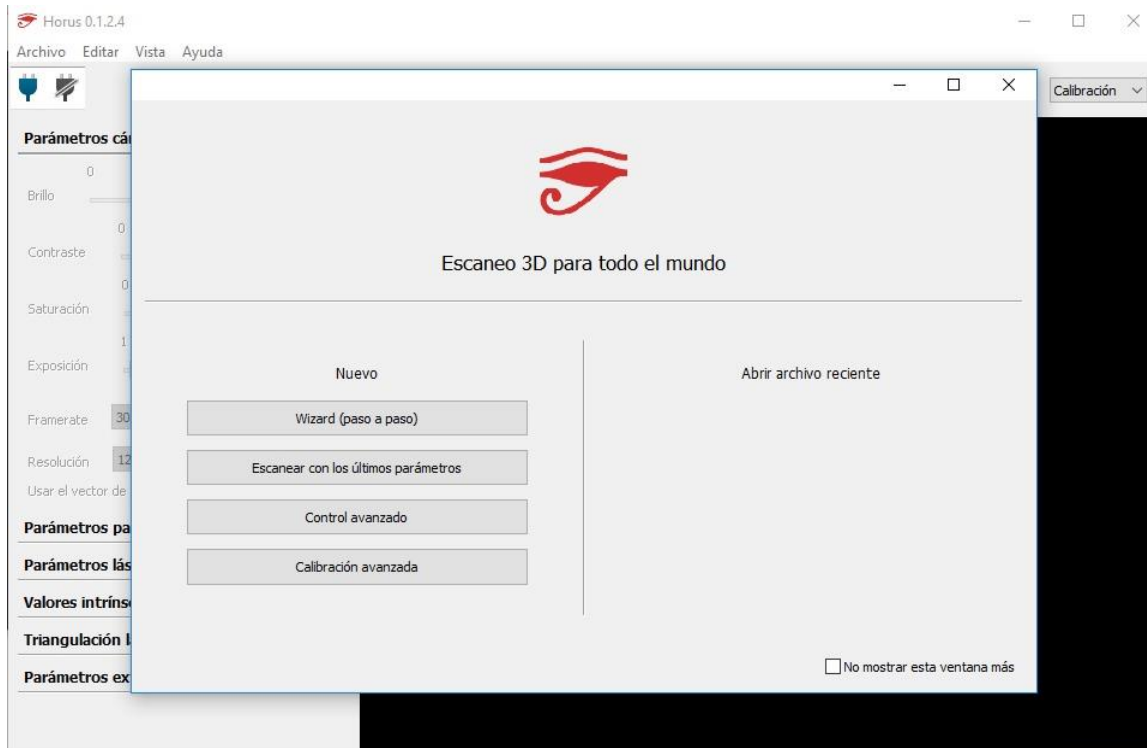 Horus 0.1.2.4
Archivo Editar Vista Ayuda
Calibración
Parámetros cá
0
Brillo
0
Contraste
0
Saturación
1
Exposición
Framerate 30
Resolución 12
Usar el vector de
Parámetros pa
Parámetros lás
Valores intríns
Triangulación l
Parámetros ex
Escaneo 3D para todo el mundo
Nuevo
Wizard (paso a paso)
Escanear con los últimos parámetros
Control avanzado
Calibración avanzada
Abrir archivo reciente
No mostrar esta ventana más